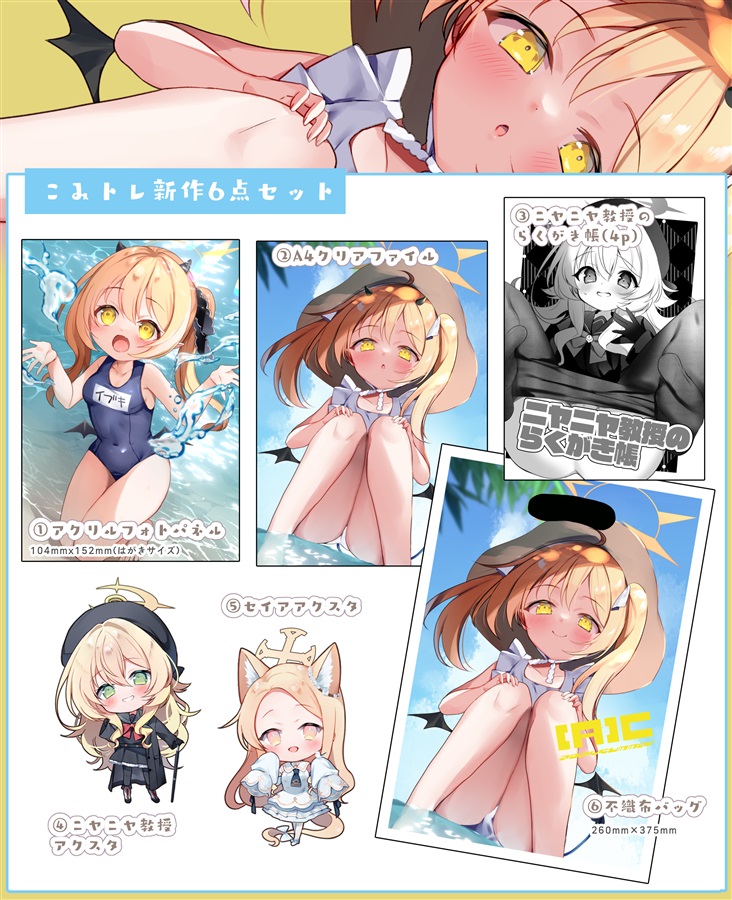 こみトレ新作6点セット
②A4クリアファイル
③ニヤニヤ教授の
らくがき帳(4p)
イブキ
ニヤニヤ教授の
らくがき帳
①アクリルフォトパネル
104mm×152mm(はがきサイズ)
⑤セイアアクスタ
④ニヤニヤ教授
アクスタ
⑥不織布バッグ
260mm×375mm